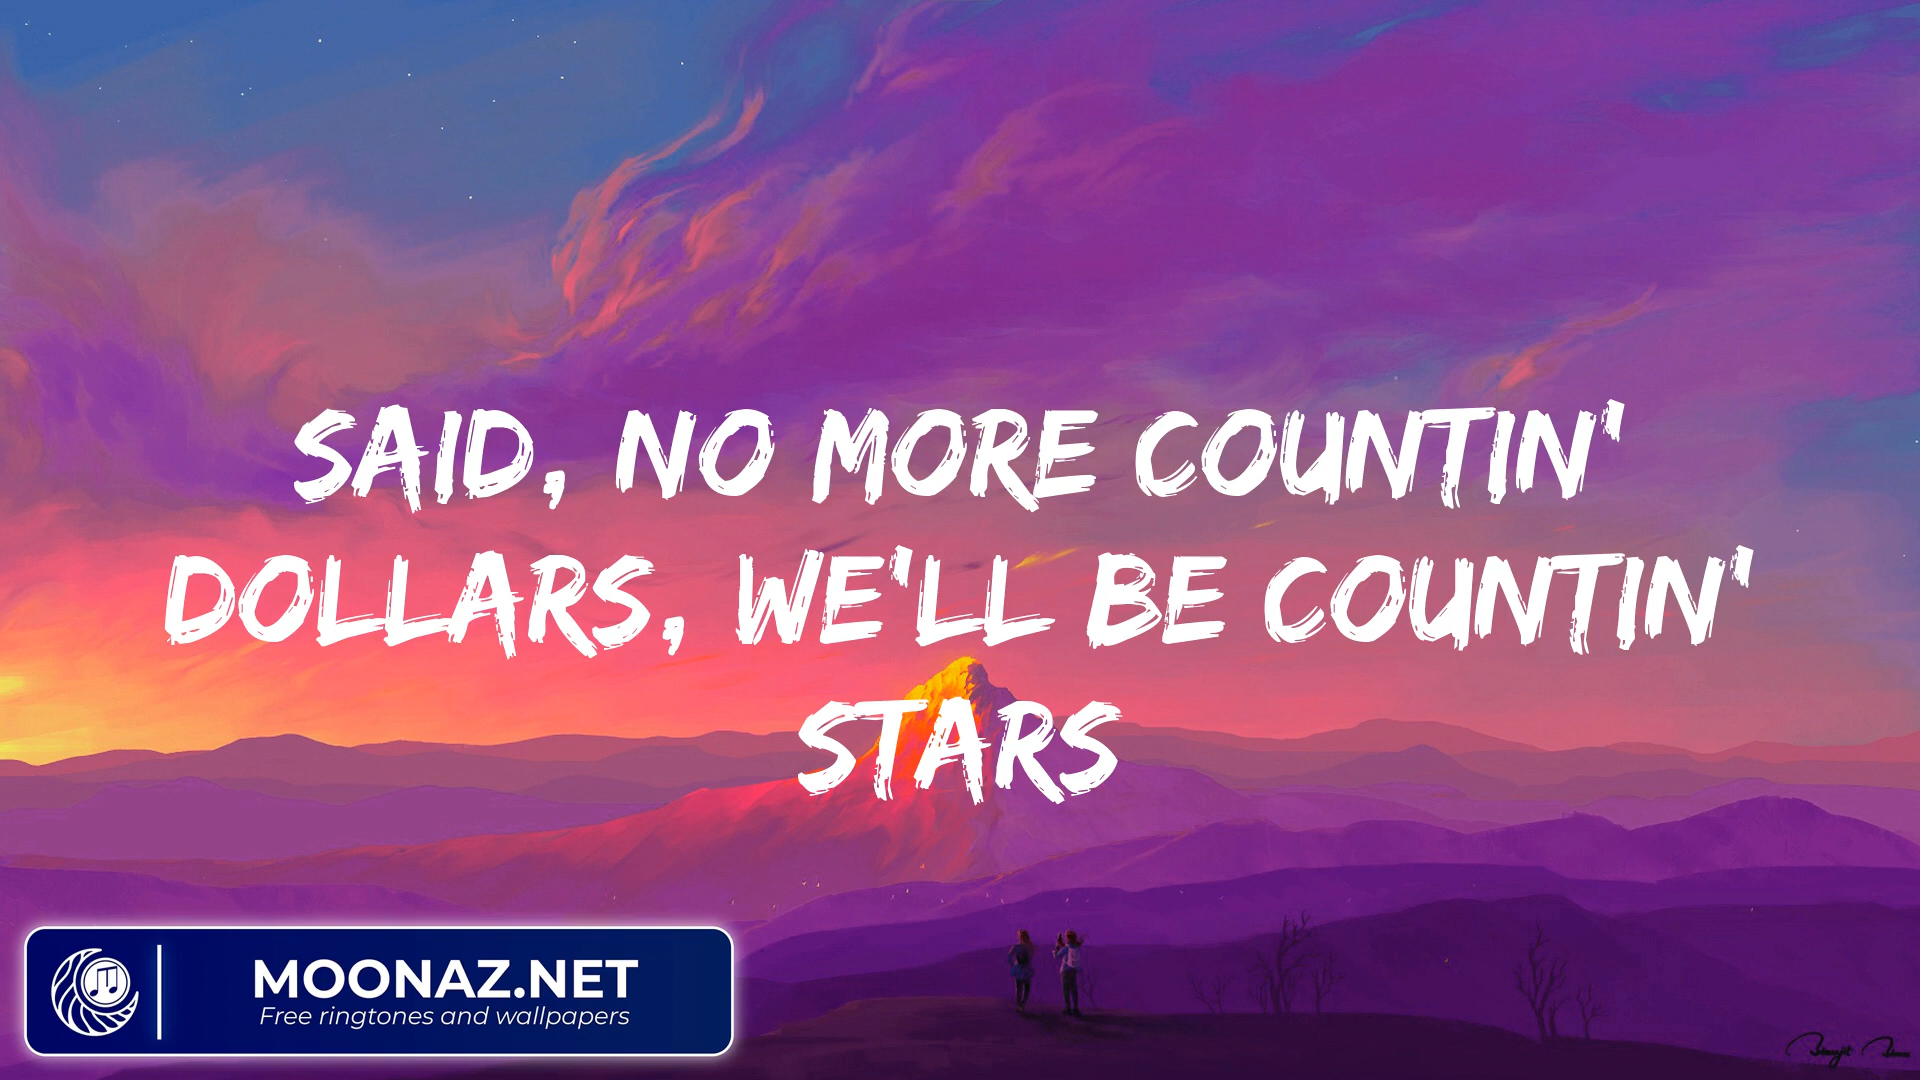 SAID, NO MORE COUNTIN'
DOLLARS, WE'LL BE COUNTIN'
STARS
MOONAZ.NET
Free ringtones and wallpapers